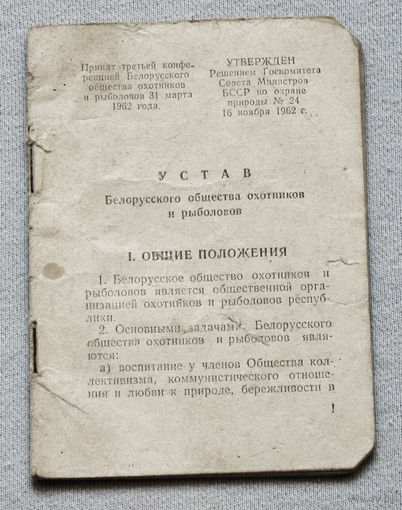 Принят третьей конфе-
ренцией Белорусского
общества охотников
и рыболовов 31 марта
1962 года.
УТВЕРЖДЕН
Решением Госкомитета
Совета Министров
БССР по охране
природы № 24
16 ноября 1962 г.
УСТАВ
Белорусского общества охотников
и рыболовов
I. ОБЩИЕ ПОЛОЖЕНИЯ
1. Белорусское общество охотников и
рыболовов является общественной орга-
низацией охотников и рыболовов респуб-
лики.
2. Основными задачами Белорусского
общества охотников и рыболовов явля-
ются:
а) воспитание у членов Общества кол-
лективизма, коммунистического отноше-
ния и любви к природе, бережливости в
1